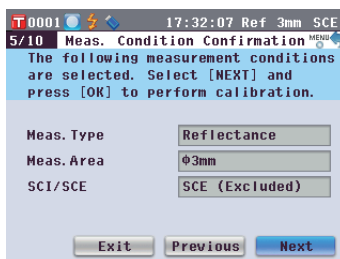 T 0001 17:32:07 Ref 3mm SCE
5/10 Meas. Condition Confirmation MENU
The following measurement conditions
are selected. Select [NEXT] and
press [OK] to perform calibration.
Meas. Type Reflectance
Meas. Area Φ3mm
SCI/SCE SCE (Excluded)
Exit Previous Next